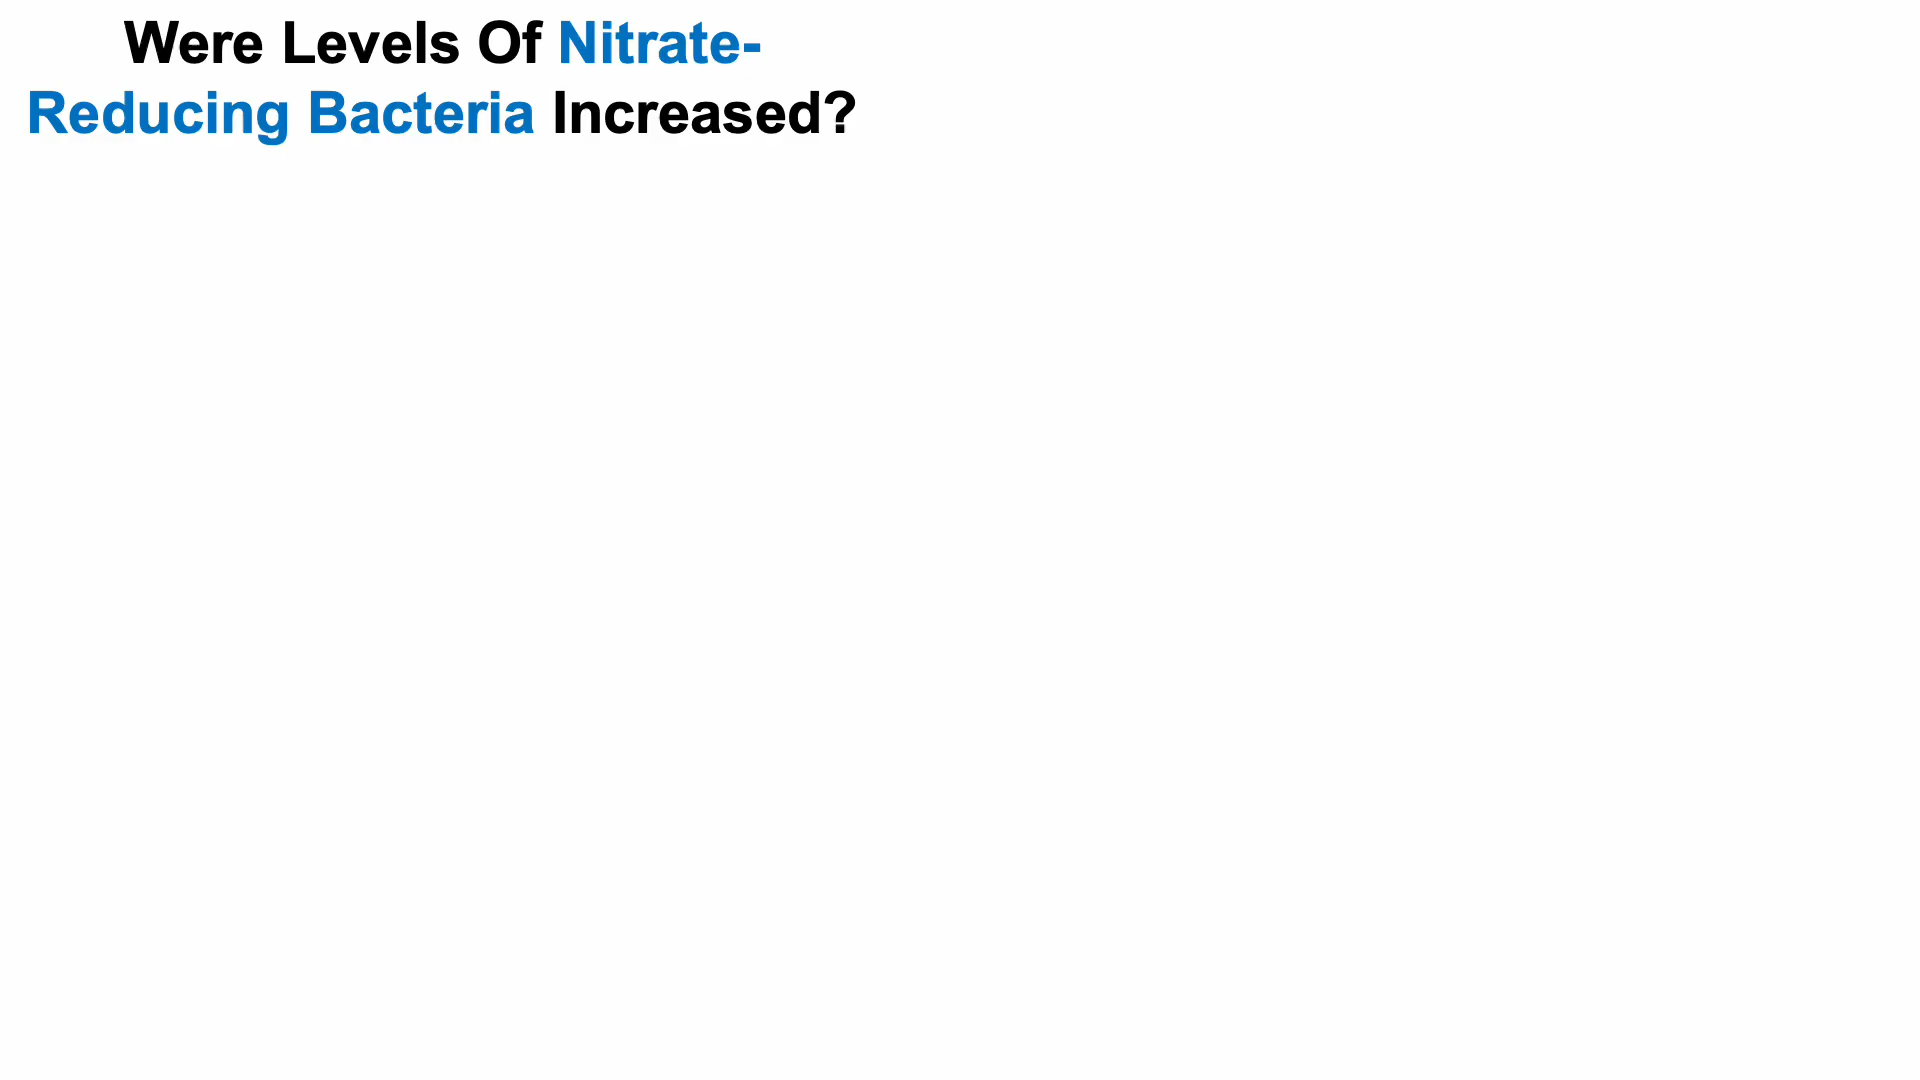 Were Levels Of Nitrate-
Reducing Bacteria Increased?